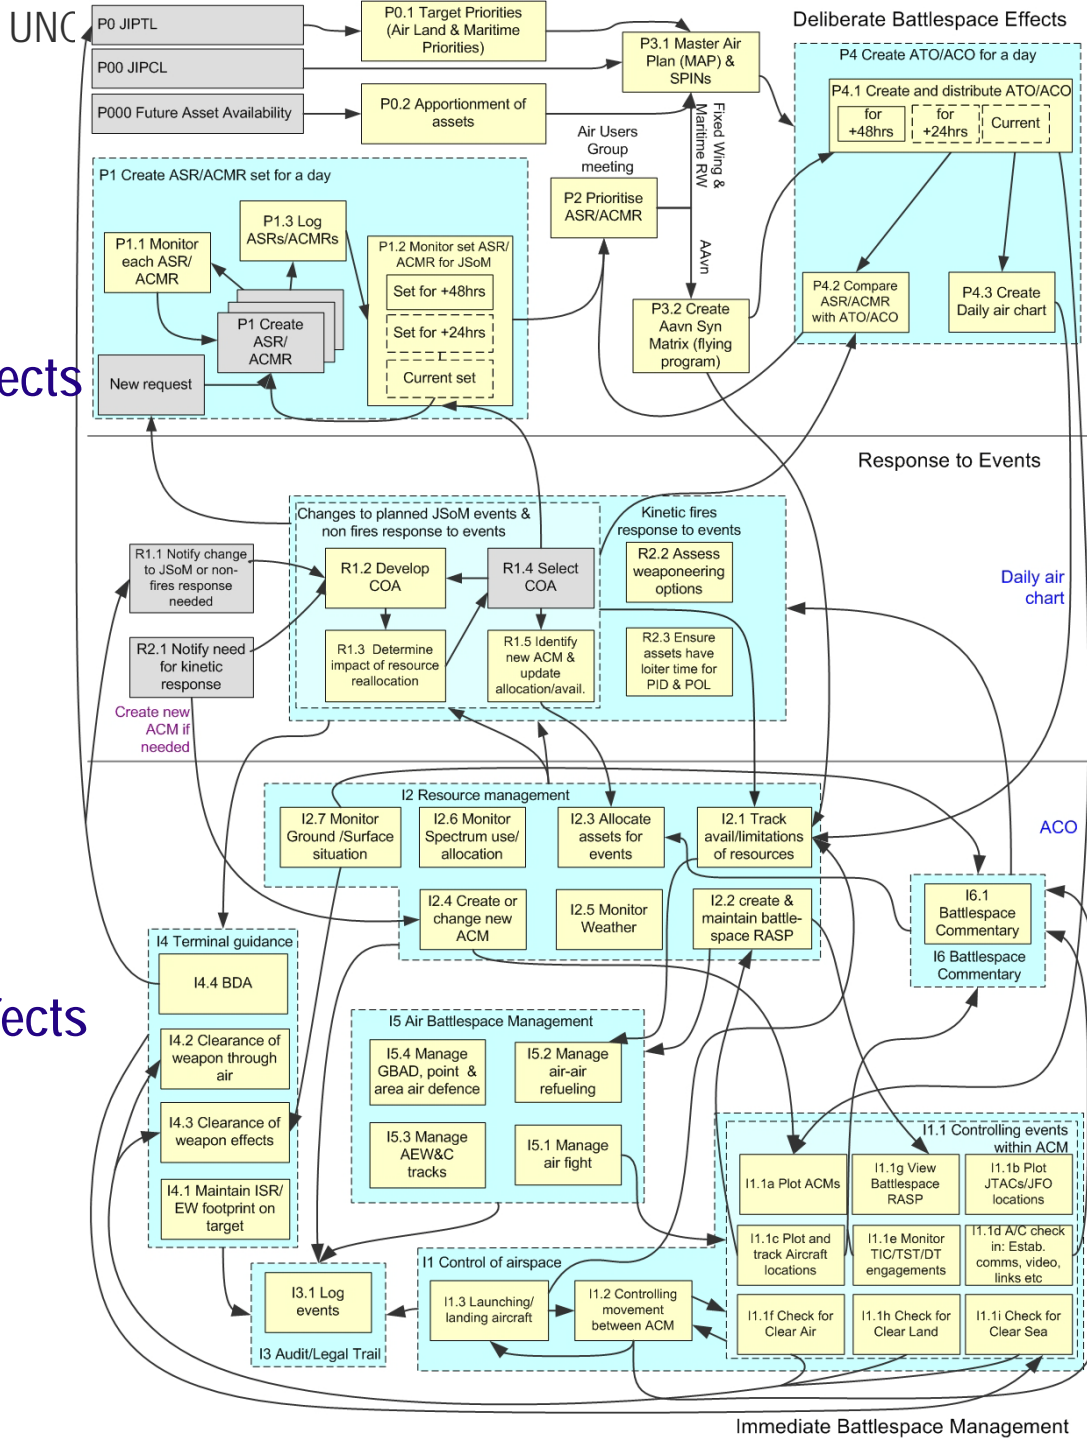 UNC
Deliberate Battlespace Effects
P0 JIPTL
P0.1 Target Priorities
(Air Land & Maritime
Priorities)
P3.1 Master Air
Plan (MAP) &
SPINs
P4 Create ATO/ACO for a day
P00 JIPCL
P4.1 Create and distribute ATO/ACO
for
+48hrs
for
+24hrs
Current
P000 Future Asset Availability
P0.2 Apportionment of
assets
Air Users
Group
meeting
Fixed Wing &
Maritime RW
P1 Create ASR/ACMR set for a day
P2 Prioritise
ASR/ACMR
P1.3 Log
ASRs/ACMRs
P1.1 Monitor
each ASR/
ACMR
P1.2 Monitor set ASR/
ACMR for JSoM
Set for +48hrs
Set for +24hrs
Current set
AAvn
P4.2 Compare
ASR/ACMR
with ATO/ACO
P4.3 Create
Daily air chart
P1 Create
ASR/
ACMR
P3.2 Create
Aavn Syn
Matrix (flying
program)
New request
ects
Response to Events
Changes to planned JSoM events &
non fires response to events
Kinetic fires
response to events
R1.1 Notify change
to JSoM or non-
fires response
needed
R1.2 Develop
COA
R1.4 Select
COA
R2.2 Assess
weaponeering
options
Daily air
chart
R2.1 Notify need
for kinetic
response
R1.3 Determine
impact of resource
reallocation
R1.5 Identify
new ACM &
update
allocation/avail.
R2.3 Ensure
assets have
loiter time for
PID & POL
Create new
ACM if
needed
I2 Resource management
I2.7 Monitor
Ground /Surface
situation
I2.6 Monitor
Spectrum use/
allocation
I2.3 Allocate
assets for
events
I2.1 Track
avail/limitations
of resources
ACO
I2.4 Create or
change new
ACM
I2.5 Monitor
Weather
I2.2 create &
maintain battle-
space RASP
I6.1
Battlespace
Commentary
I6 Battlespace
Commentary
I4 Terminal guidance
I4.4 BDA
fects
I5 Air Battlespace Management
I4.2 Clearance of
weapon through
air
I5.4 Manage
GBAD, point &
area air defence
I5.2 Manage
air-air
refueling
I4.3 Clearance of
weapon effects
I5.3 Manage
AEW&C
tracks
I5.1 Manage
air fight
I1.1 Controlling events
within ACM
I1.1a Plot ACMs
I1.1g View
Battlespace
RASP
I1.1b Plot
JTACs/JFO
locations
I4.1 Maintain ISR/
EW footprint on
target
I1.1c Plot and
track Aircraft
locations
I1.1e Monitor
TIC/TST/DT
engagements
I1.1d A/C check
in: Estab.
comms, video,
links etc
I1 Control of airspace
I3.1 Log
events
I1.3 Launching/
landing aircraft
I1.2 Controlling
movement
between ACM
I1.1f Check for
Clear Air
I1.1h Check for
Clear Land
I1.1i Check for
Clear Sea
I3 Audit/Legal Trail
Immediate Battlespace Management